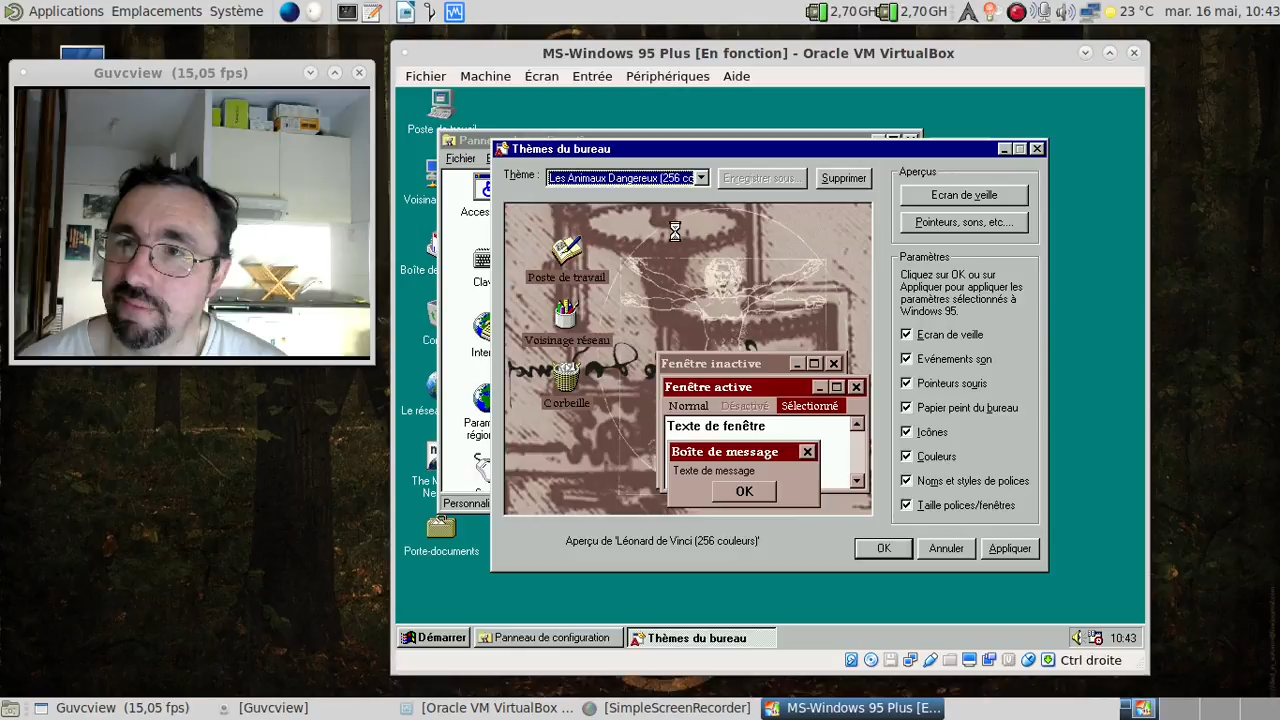 Applications Emplacements Système
2,70 GH 2,70 GH 23 °C mar. 16 mai, 10:43
Guvcview (15,05 fps)
MS-Windows 95 Plus [En fonction] - Oracle VM VirtualBox
Fichier Machine Écran Entrée Périphériques Aide
Poste de travail
Fichier
Thèmes du bureau
Thème : Les Animaux Dangereux (256 co
Enregistrer sous... Supprimer
Aperçus
Ecran de veille
Pointeurs, sons, etc...
Paramètres
Cliquez sur OK ou sur
Appliquer pour appliquer les
paramètres sélectionnés à
Windows 95.
Ecran de veille
Evénements son
Pointeurs souris
Papier peint du bureau
Icônes
Couleurs
Noms et styles de polices
Taille polices/fenêtres
Poste de travail
Voisinage réseau
Corbeille
Fenêtre inactive
Fenêtre active
Normal Désactivé Sélectionné
Texte de fenêtre
Boîte de message
Texte de message
OK
Aperçu de 'Léonard de Vinci (256 couleurs)'
OK Annuler Appliquer
Porte-documents
Démarrer Panneau de configuration Thèmes du bureau 10:43
Ctrl droite
Guvcview (15,05 fps) [Guvcview] [Oracle VM VirtualBox ... [SimpleScreenRecorder] MS-Windows 95 Plus [E...